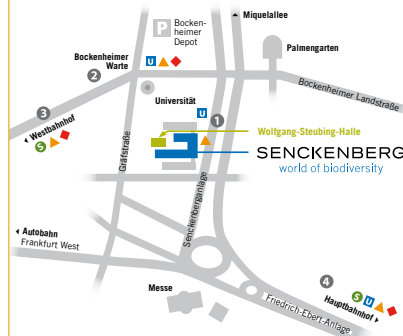 Miquelallee
P
Bocken-
heimer
Depot
Palmengarten
Bockenheimer
Warte
U
2
Bockenheimer Landstraße
Universität
U
3
1
Westbahnhof
S
Wolfgang-Steubing-Halle
Gräfstraße
SENCKENBERG
world of biodiversity
Senckenberganlage
Autobahn
Frankfurt West
4
S U
Messe
Hauptbahnhof
Friedrich-Ebert-Anlage